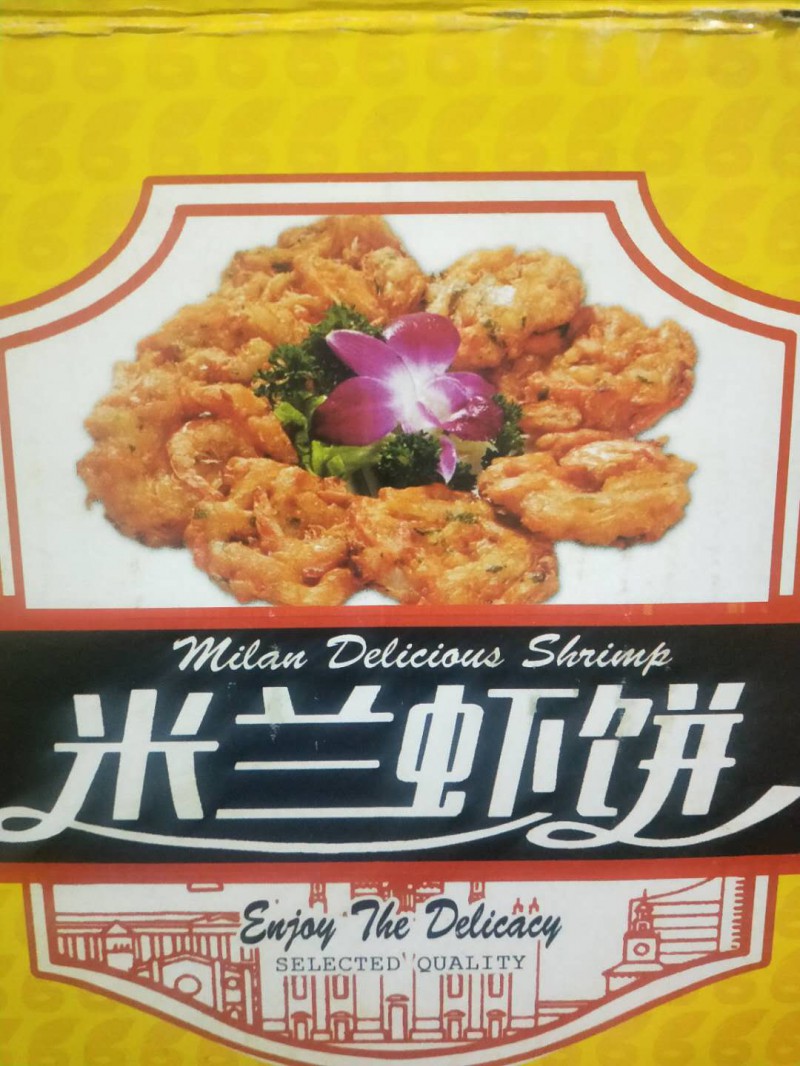 Milan Delicious Shrimp
米兰虾饼
Enjoy The Delicacy
SELECTED QUALITY